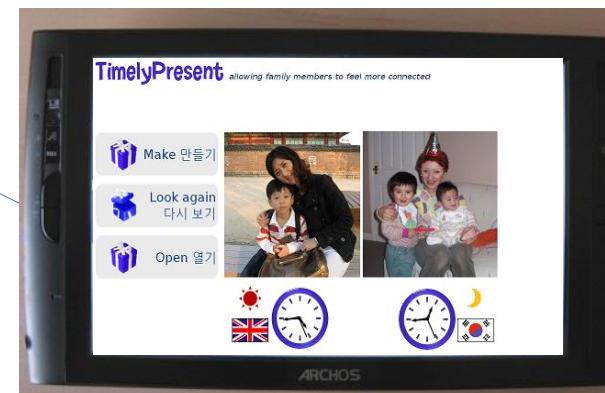 TimelyPresent allowing family members to feel more connected
Make 만들기
Look again
다시 보기
Open 열기
ARCHOS